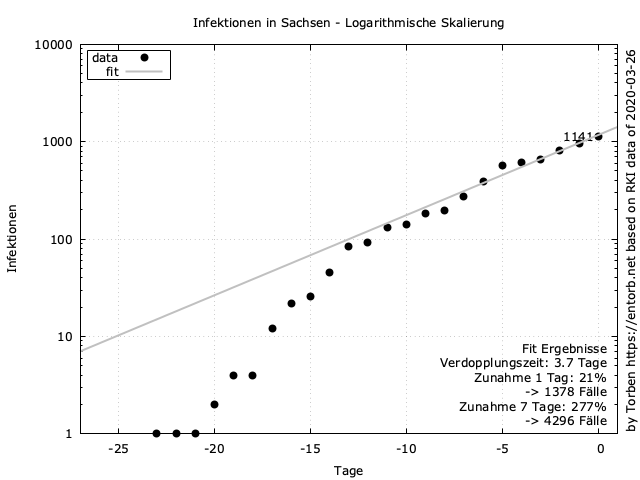 Infektionen in Sachsen - Logarithmische Skalierung
10000
1000
100
10
1
Infektionen
data
fit
1141
Fit Ergebnisse
Verdopplungszeit: 3.7 Tage
Zunahme 1 Tag: 21%
-> 1378 Fälle
Zunahme 7 Tage: 277%
-> 4296 Fälle
-25
-20
-15
-10
-5
0
Tage
by Torben https://entorb.net based on RKI data of 2020-03-26